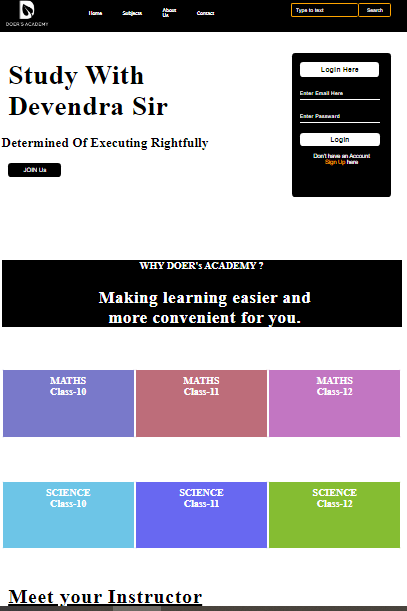 DOER'S ACADEMY
Home Subjects About Us Contact
Type to text Search
Study With
Devendra Sir
Determined Of Executing Rightfully
JOIN Us
Login Here
Enter Email Here
Enter Password
Login
Don't have an Account
Sign Up here
WHY DOER's ACADEMY ?
Making learning easier and
more convenient for you.
MATHS
Class-10
MATHS
Class-11
MATHS
Class-12
SCIENCE
Class-10
SCIENCE
Class-11
SCIENCE
Class-12
Meet your Instructor